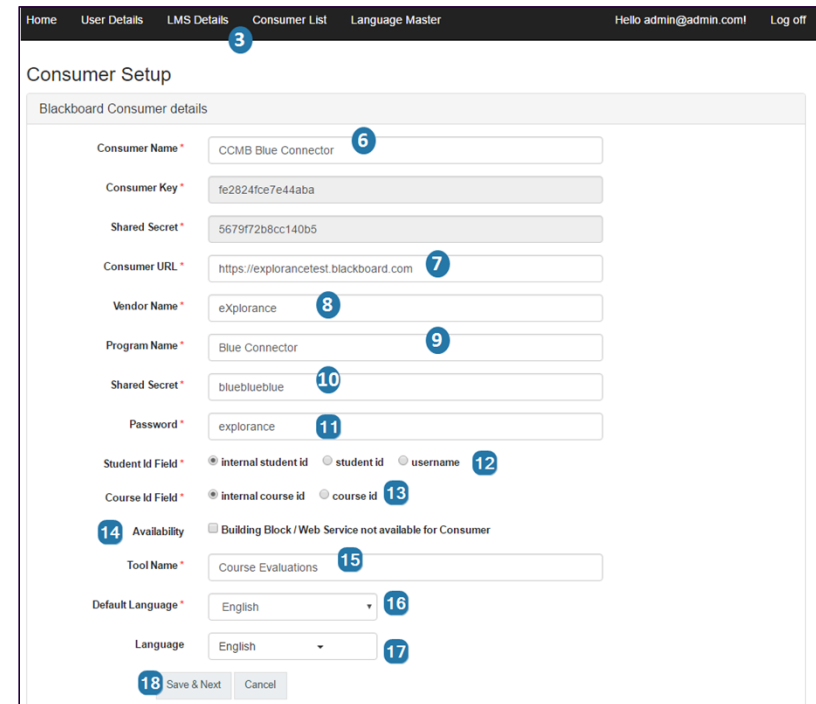 Home User Details LMS Details Consumer List Language Master Hello admin@admin.com! Log off
3
Consumer Setup
Blackboard Consumer details
Consumer Name * CCMB Blue Connector 6
Consumer Key * fe2824fce7e44aba
Shared Secret * 5679f72b8cc140b5
Consumer URL * https://explorancetest.blackboard.com 7
Vendor Name * eXplorance 8
Program Name * Blue Connector 9
Shared Secret * blueblueblue 10
Password * explorance 11
Student Id Field * internal student id student id username 12
Course Id Field * internal course id course id 13
14 Availability Building Block / Web Service not available for Consumer
Tool Name * Course Evaluations 15
Default Language * English 16
Language English 17
18 Save & Next Cancel